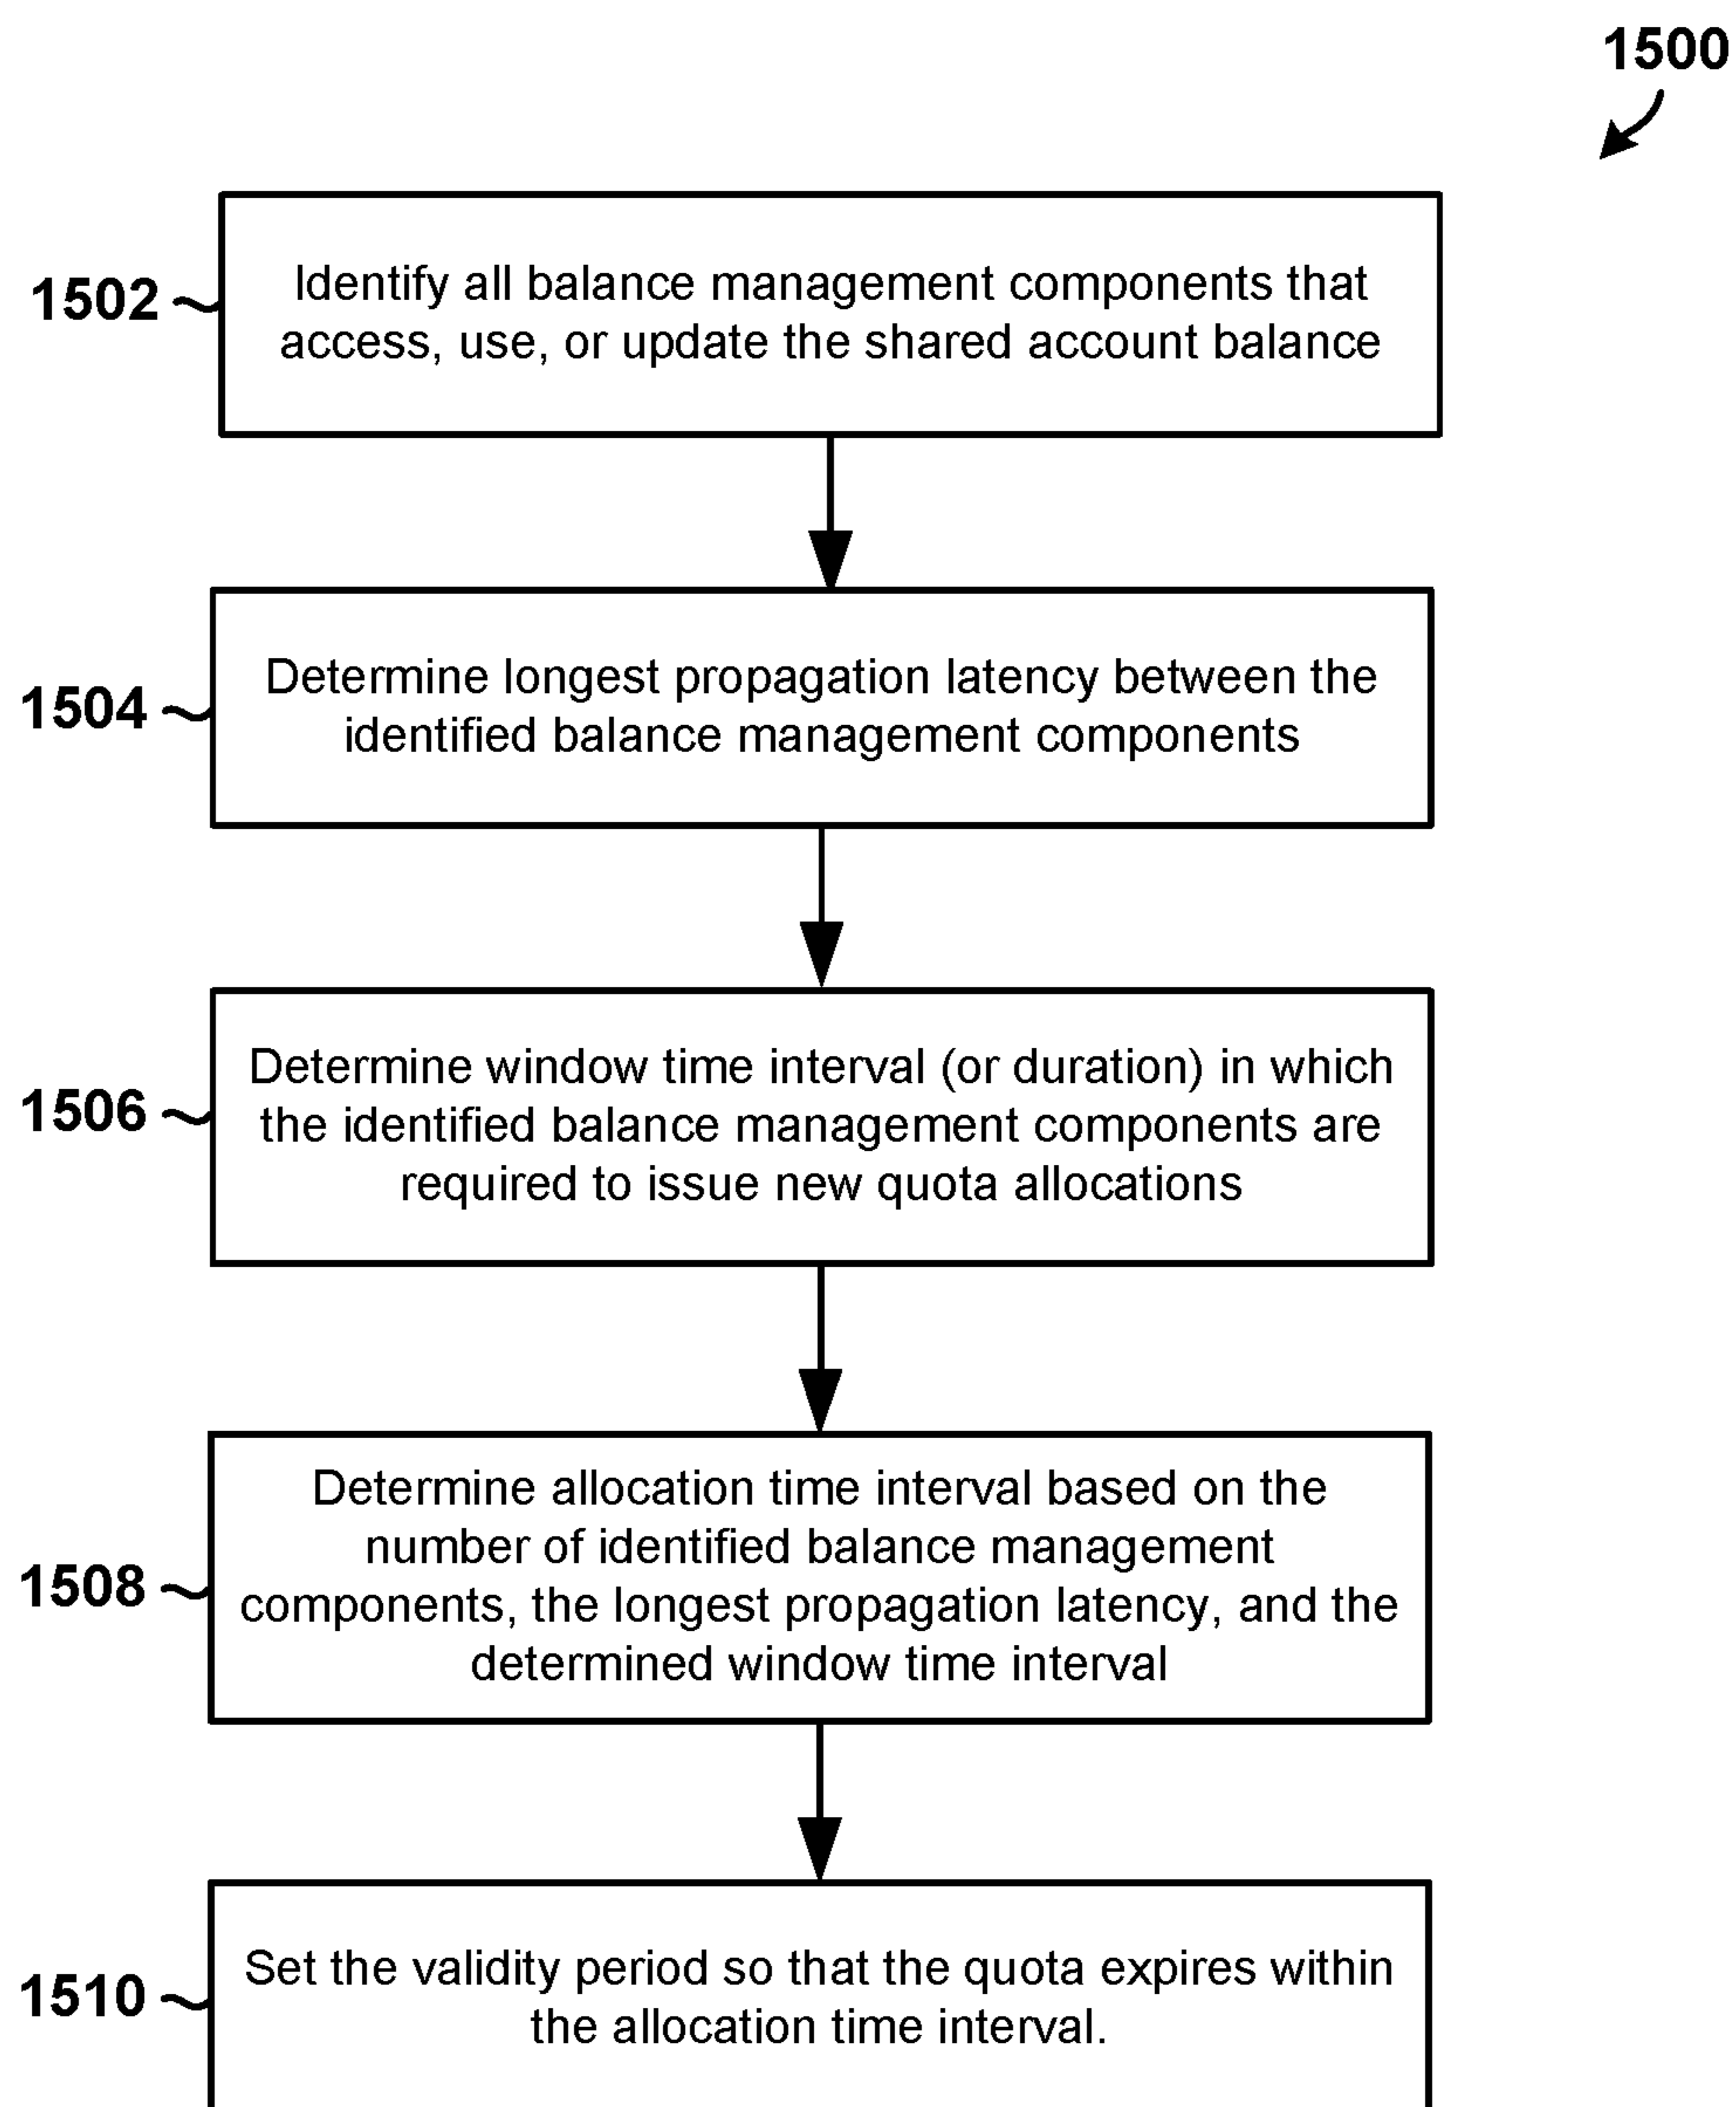 1500
1502
Identify all balance management components that
access, use, or update the shared account balance
1504
Determine longest propagation latency between the
identified balance management components
1506
Determine window time interval (or duration) in which
the identified balance management components are
required to issue new quota allocations
1508
Determine allocation time interval based on the
number of identified balance management
components, the longest propagation latency, and the
determined window time interval
1510
Set the validity period so that the quota expires within
the allocation time interval.